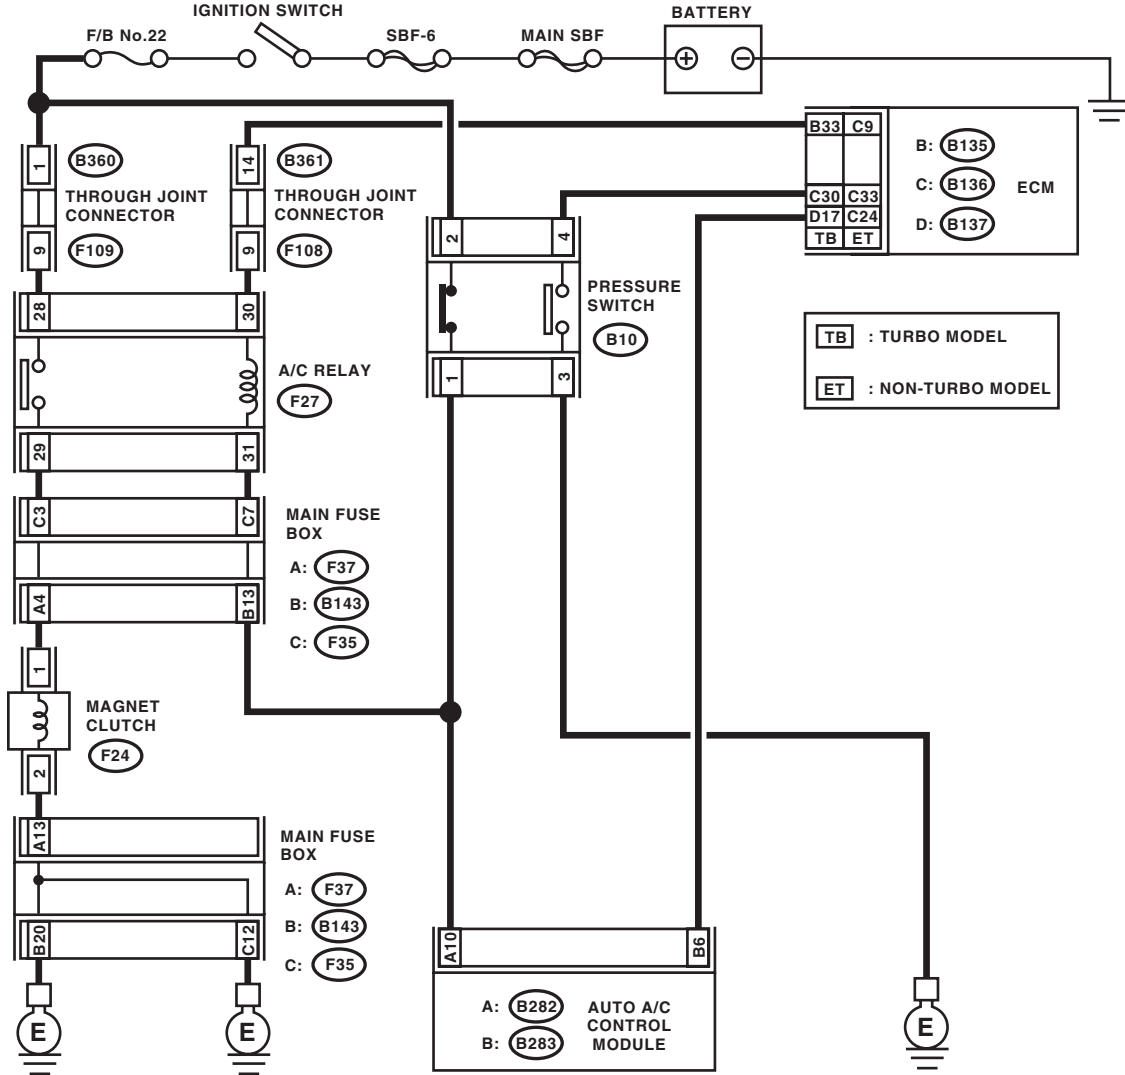 IGNITION SWITCH
BATTERY
F/B No.22
SBF-6
MAIN SBF
B33 C9
1
B360
14
B361
B: B135
THROUGH JOINT
CONNECTOR
THROUGH JOINT
CONNECTOR
C: B136
ECM
C30 C33
D17 C24
D: B137
TB ET
9
F109
9
F108
2
4
PRESSURE
SWITCH
B10
28
30
TB : TURBO MODEL
A/C RELAY
F27
1
3
ET : NON-TURBO MODEL
29
31
C3
C7
MAIN FUSE
BOX
A: F37
B: B143
C: F35
A4
B13
1
MAGNET
CLUTCH
F24
2
A13
MAIN FUSE
BOX
A: F37
B: B143
C: F35
B20
C12
A10
B6
A: B282
B: B283
AUTO A/C
CONTROL
MODULE
E
E
E